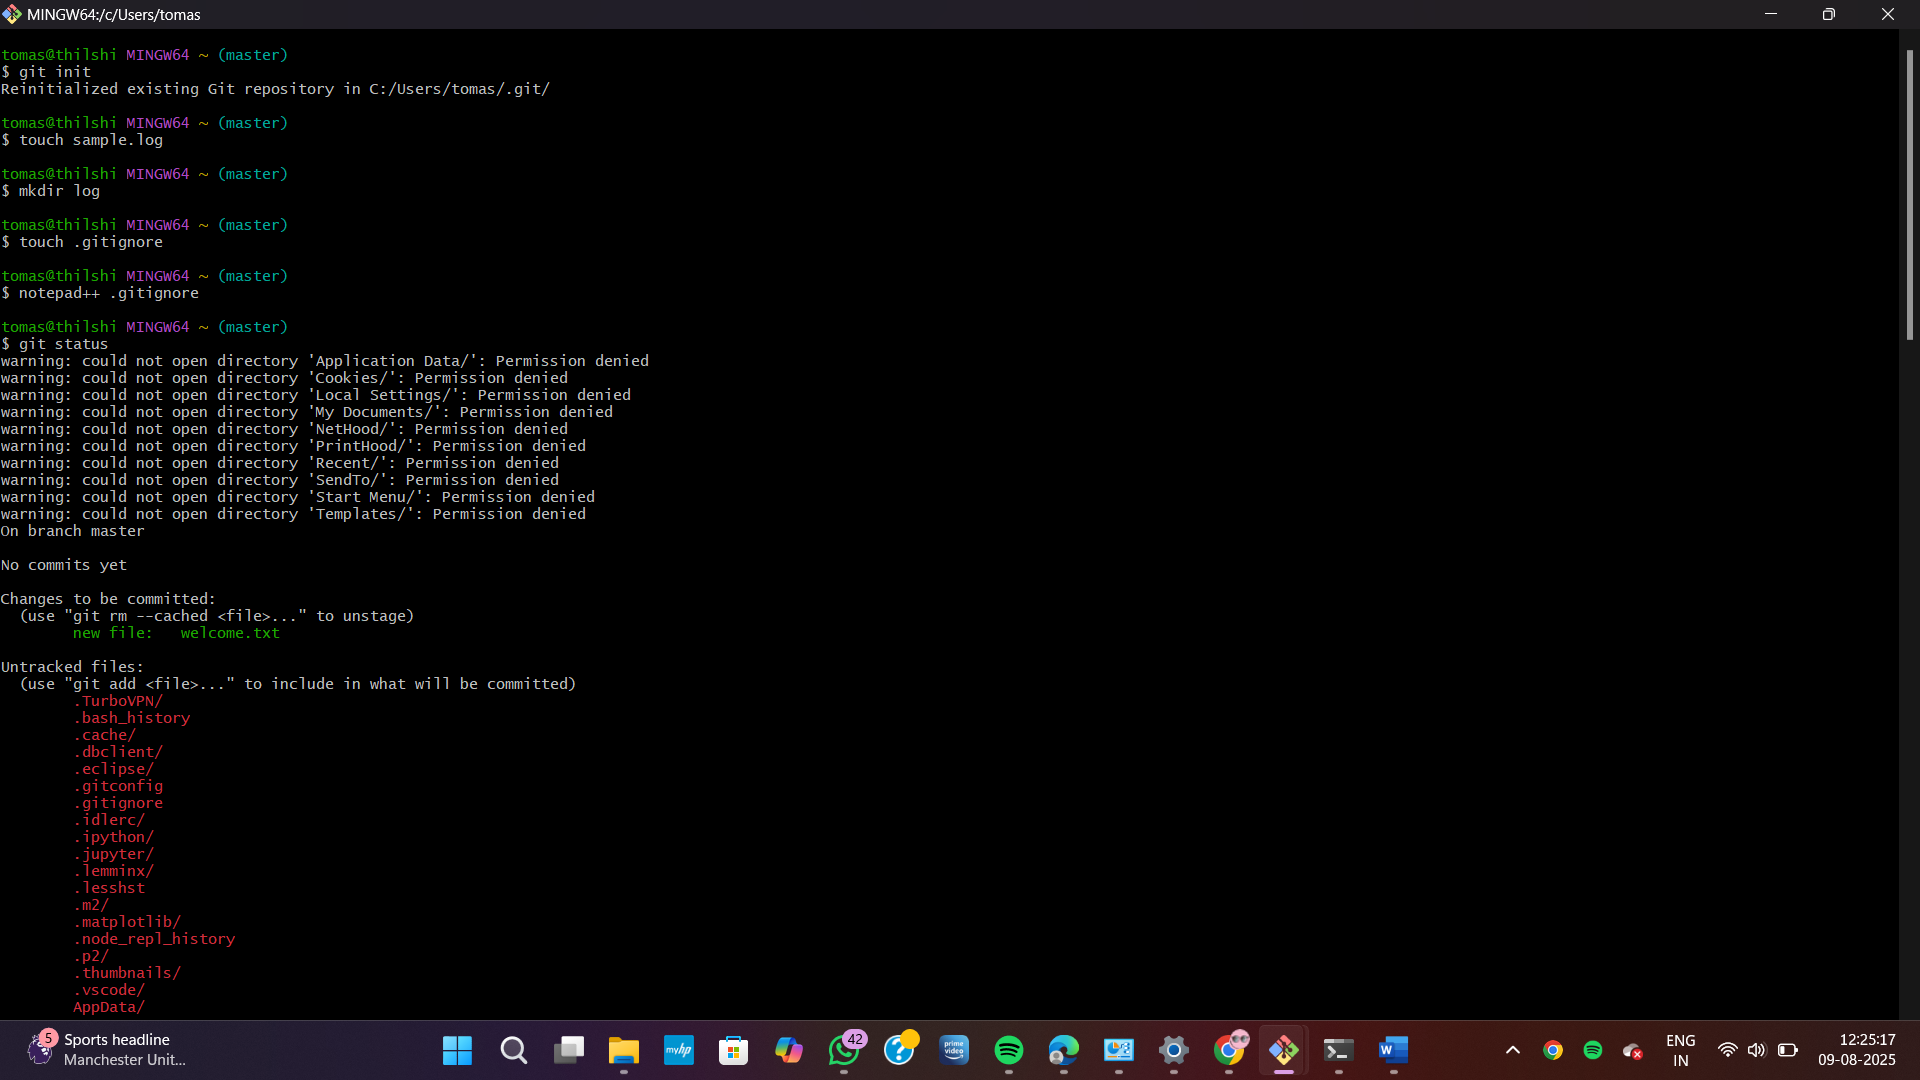 MINGW64:/c/Users/tomas
tomas@thilshi MINGW64 ~ (master)
$ git init
Reinitialized existing Git repository in C:/Users/tomas/.git/
tomas@thilshi MINGW64 ~ (master)
$ touch sample.log
tomas@thilshi MINGW64 ~ (master)
$ mkdir log
tomas@thilshi MINGW64 ~ (master)
$ touch .gitignore
tomas@thilshi MINGW64 ~ (master)
$ notepad++ .gitignore
tomas@thilshi MINGW64 ~ (master)
$ git status
warning: could not open directory 'Application Data/': Permission denied
warning: could not open directory 'Cookies/': Permission denied
warning: could not open directory 'Local Settings/': Permission denied
warning: could not open directory 'My Documents/': Permission denied
warning: could not open directory 'NetHood/': Permission denied
warning: could not open directory 'PrintHood/': Permission denied
warning: could not open directory 'Recent/': Permission denied
warning: could not open directory 'SendTo/': Permission denied
warning: could not open directory 'Start Menu/': Permission denied
warning: could not open directory 'Templates/': Permission denied
On branch master
No commits yet
Changes to be committed:
(use "git rm --cached <file>..." to unstage)
new file:   welcome.txt
Untracked files:
(use "git add <file>..." to include in what will be committed)
.TurboVPN/
.bash_history
.cache/
.dbclient/
.eclipse/
.gitconfig
.gitignore
.idlerc/
.ipython/
.jupyter/
.lemminx/
.lesshst
.m2/
.matplotlib/
.node_repl_history
.p2/
.thumbnails/
.vscode/
AppData/
5
Sports headline
Manchester Unit...
myhp
42
prime video
W
ENG
IN
12:25:17
09-08-2025